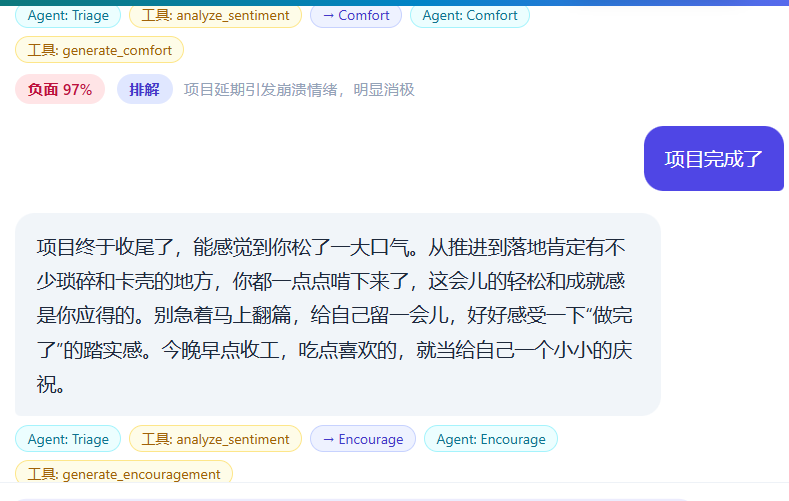 Agent: Triage 工具: analyze_sentiment → Comfort Agent: Comfort
工具: generate_comfort
负面 97% 排解 项目延期引发崩溃情绪，明显消极
项目完成了
项目终于收尾了，能感觉到你松了一大口气。从推进到落地肯定有不
少琐碎和卡壳的地方，你都一点点啃下来了，这会儿的轻松和成就感
是你应得的。别急着马上翻篇，给自己留一会儿，好好感受一下“做完
了”的踏实感。今晚早点收工，吃点喜欢的，就当给自己一个小小的庆
祝。
Agent: Triage 工具: analyze_sentiment → Encourage Agent: Encourage
工具: generate_encouragement